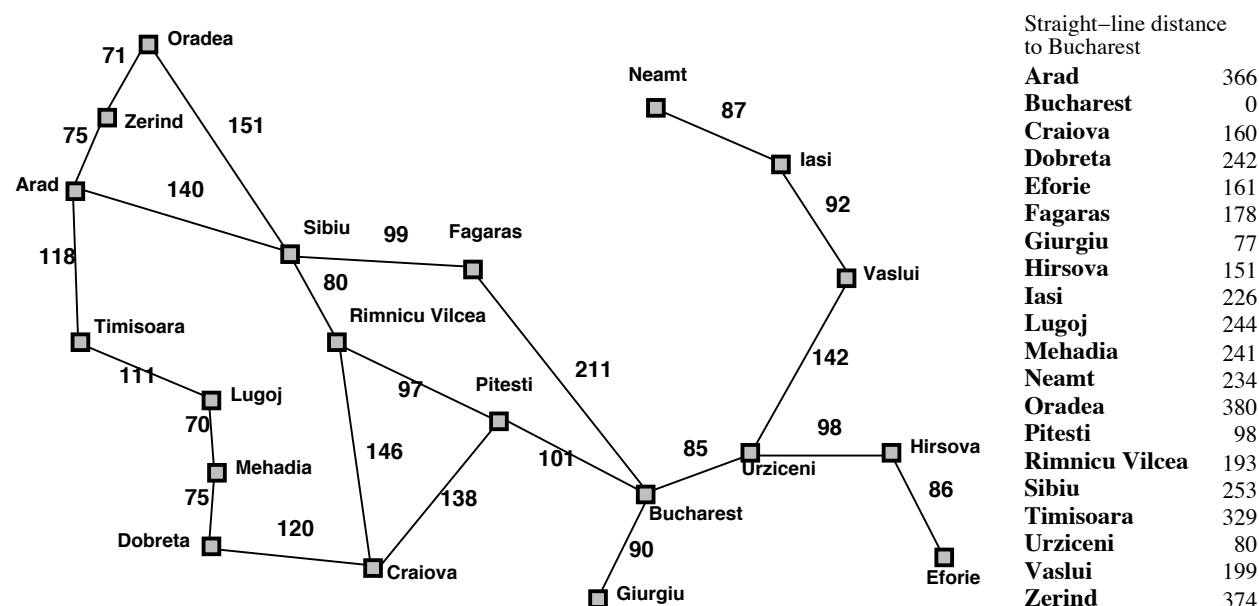 Oradea
71
Neamt
87
Zerind
151
75
Iasi
Arad
140
92
Sibiu
99
Fagaras
118
80
Vaslui
Rimnicu Vilcea
Timisoara
142
111
211
Lugoj
97
Pitesti
70
98
Hirsova
146
85
Mehadia
101
Urziceni
86
75
138
Bucharest
120
Dobreta
90
Craiova
Eforie
Giurgiu
Straight−line distance
to Bucharest
Arad 366
Bucharest 0
Craiova 160
Dobreta 242
Eforie 161
Fagaras 178
Giurgiu 77
Hirsova 151
Iasi 226
Lugoj 244
Mehadia 241
Neamt 234
Oradea 380
Pitesti 98
Rimnicu Vilcea 193
Sibiu 253
Timisoara 329
Urziceni 80
Vaslui 199
Zerind 374